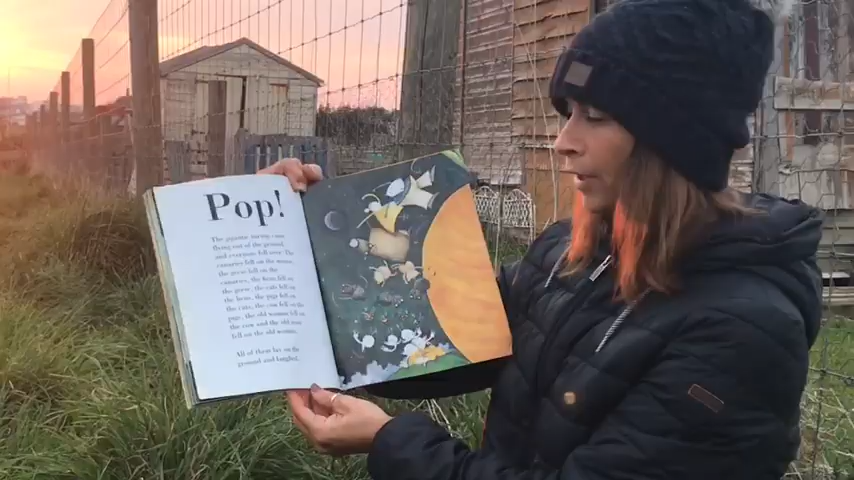 Pop!
The gigantic turnip came
flying out of the ground,
and everyone fell over. The
canaries fell on the mouse,
the geese fell on the
canaries, the hens fell on the
geese, the cats fell on the
hens, the pigs fell on
the cats, the cow fell on the
pigs, the old woman fell
on the cow and the old man
fell on the old woman.
All of them lay on the
ground and laughed.